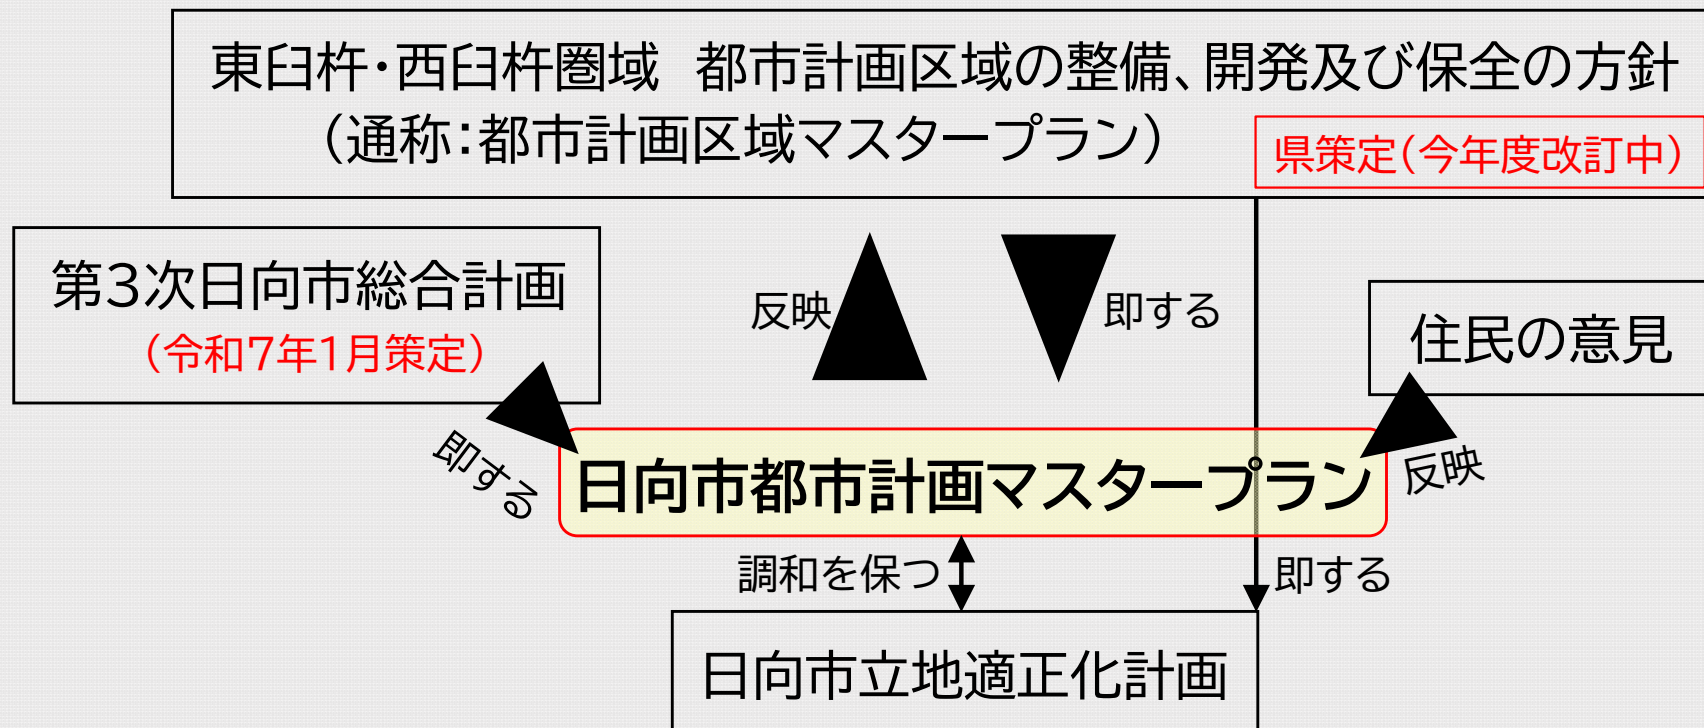 東臼杵・西臼杵圏域　都市計画区域の整備、開発及び保全の方針
（通称：都市計画区域マスタープラン）
県策定（今年度改訂中）
第３次日向市総合計画
（令和７年１月策定）
反映
即する
住民の意見
即する
日向市都市計画マスタープラン
反映
調和を保つ
即する
日向市立地適正化計画